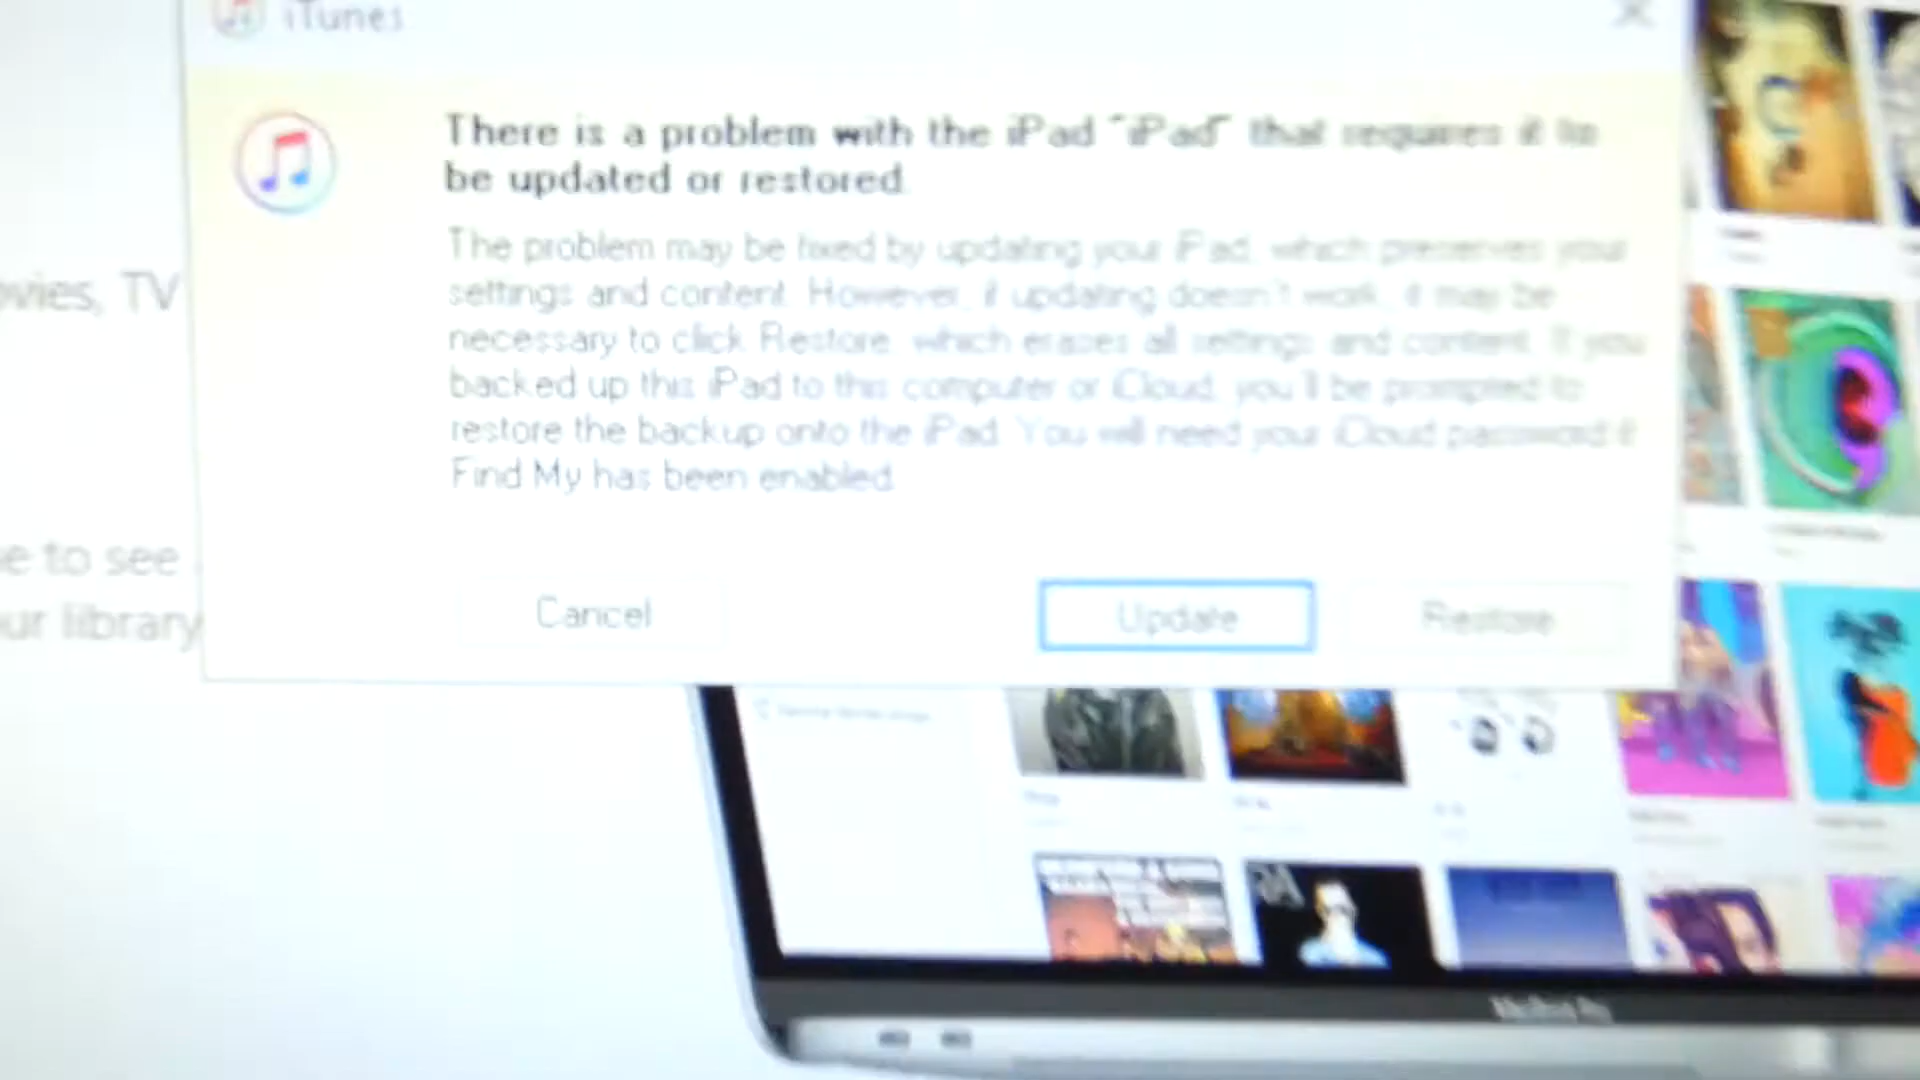 iTunes
There is a problem with the iPad "iPad" that requires it to
be updated or restored.
The problem may be fixed by updating your iPad, which preserves your
settings and content. However, if updating doesn't work, it may be
necessary to click Restore, which erases all settings and content. If you
backed up this iPad to this computer or iCloud, you'll be prompted to
restore the backup onto the iPad. You will need your iCloud password if
Find My has been enabled.
ovies, TV
e to see
ur library
Cancel
Update
Restore
MacBook Pro